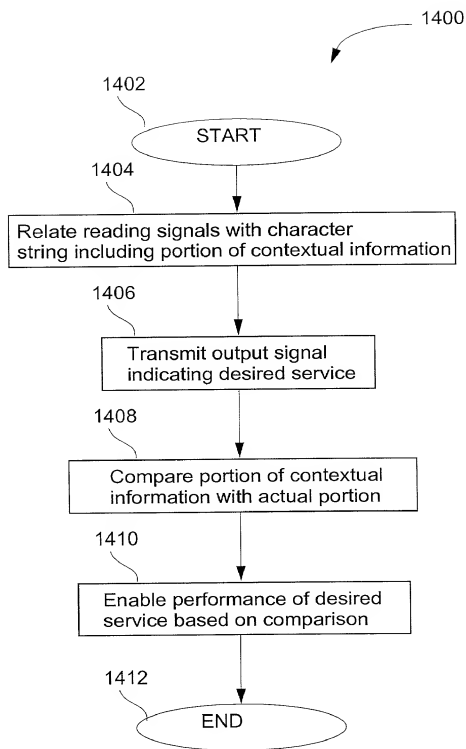 1400
1402
START
1404
Relate reading signals with character
string including portion of contextual information
1406
Transmit output signal
indicating desired service
1408
Compare portion of contextual
information with actual portion
1410
Enable performance of desired
service based on comparison
1412
END